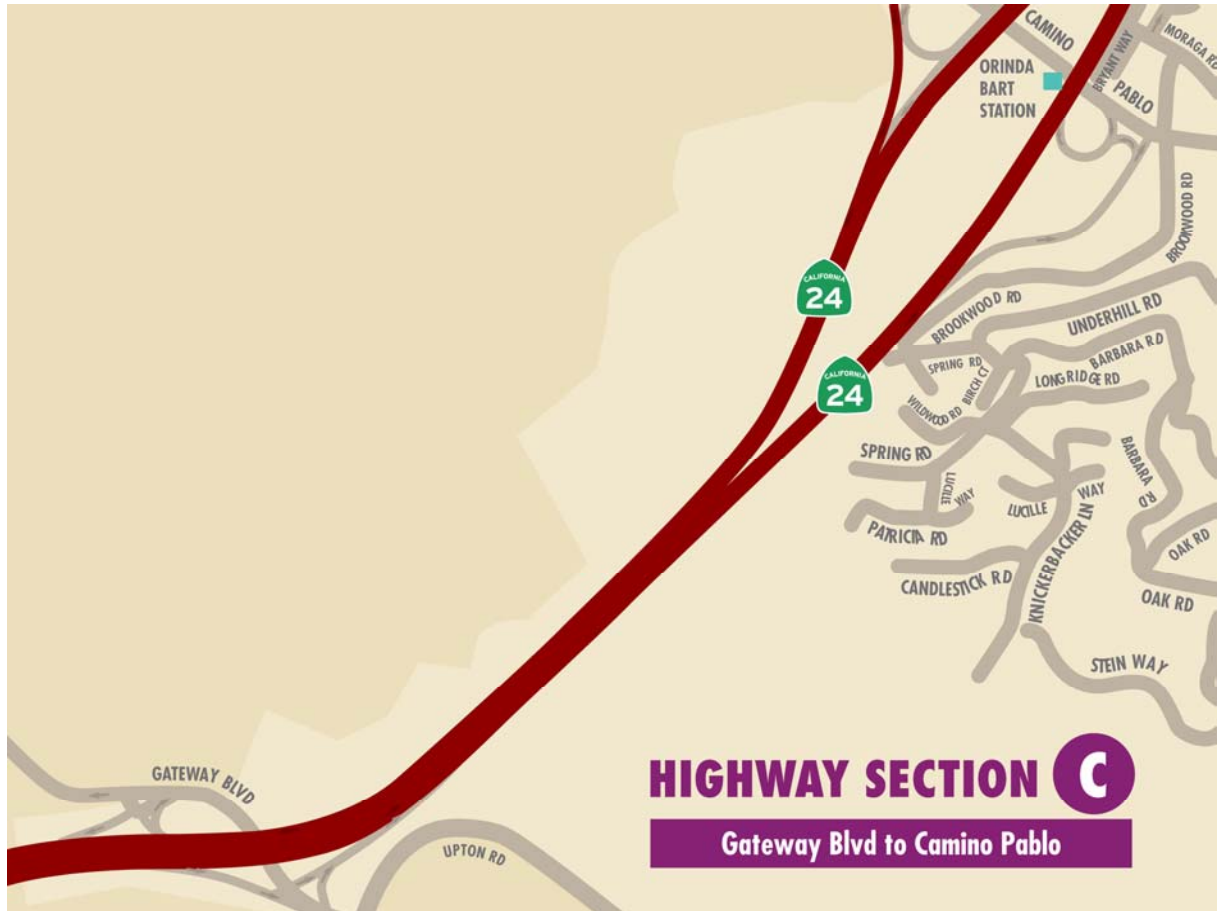 CAMINO
PABLO
BRYANT WAY
MORAGA RD
ORINDA
BART
STATION
BROOKWOOD RD
CALIFORNIA
24
BROOKWOOD RD
UNDERHILL RD
SPRING RD
BIRCH CT
BARBARA RD
LONGRIDGE RD
CALIFORNIA
24
WILDWOOD RD
SPRING RD
LUCILLE
WAY
LUCILLE
WAY
BARBARA
RD
PATRICIA RD
OAK RD
CANDLESTICK RD
KNICKERBACKER LN
OAK RD
STEIN WAY
GATEWAY BLVD
UPTON RD
HIGHWAY SECTION C
Gateway Blvd to Camino Pablo